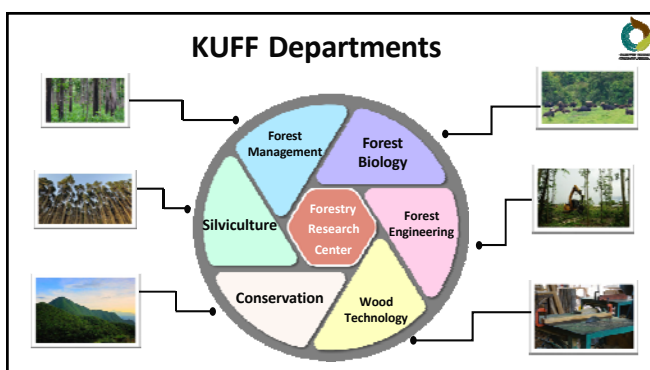 KUFF Departments
Forest
Management
Forest
Biology
Silviculture
Forestry
Research
Center
Forest
Engineering
Conservation
Wood
Technology